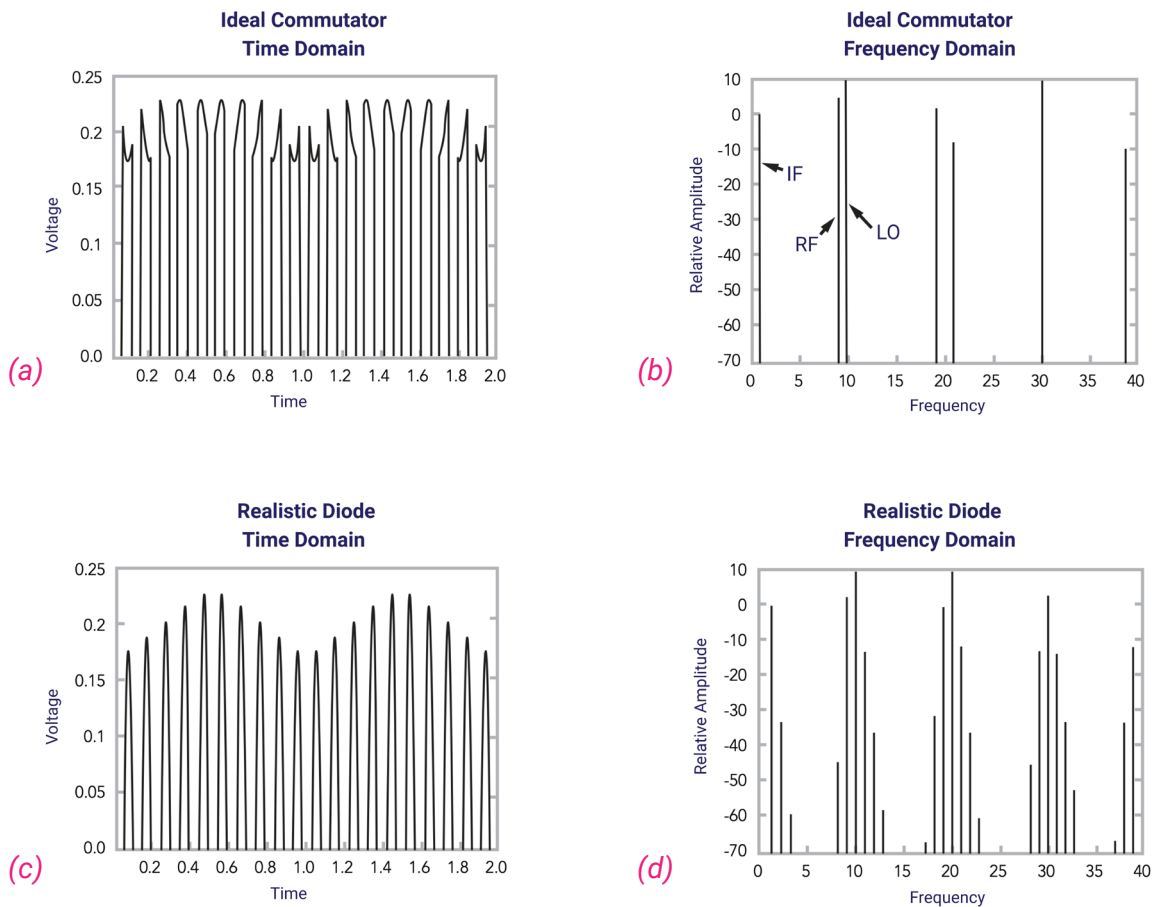 Ideal Commutator
Time Domain
Voltage
0.25
0.2
0.15
0.1
0.05
0.0
0.2 0.4 0.6 0.8 1.0 1.2 1.4 1.6 1.8 2.0
Time
(a)
Ideal Commutator
Frequency Domain
Relative Amplitude
10
0
-10
-20
-30
-40
-50
-60
-70
IF
RF
LO
0 5 10 15 20 25 30 35 40
Frequency
(b)
Realistic Diode
Time Domain
Voltage
0.25
0.2
0.15
0.1
0.05
0.0
0.2 0.4 0.6 0.8 1.0 1.2 1.4 1.6 1.8 2.0
Time
(c)
Realistic Diode
Frequency Domain
Relative Amplitude
10
0
-10
-20
-30
-40
-50
-60
-70
0 5 10 15 20 25 30 35 40
Frequency
(d)